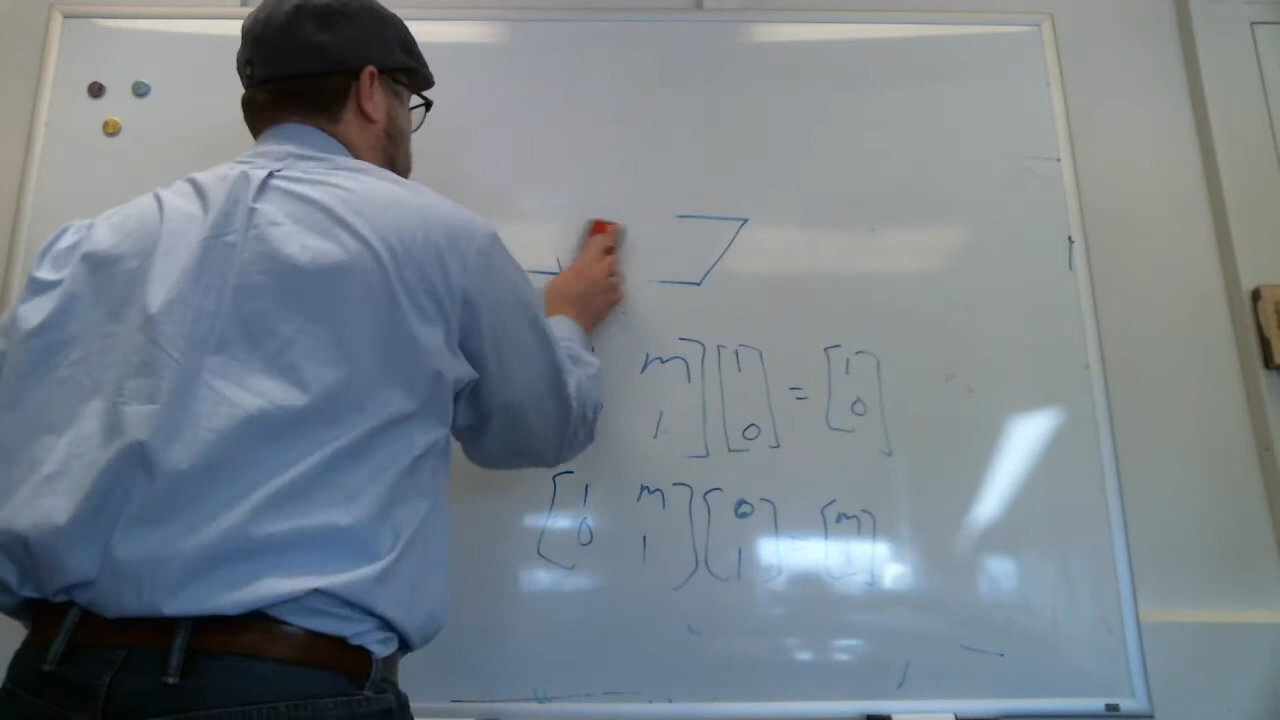 m] [1 0] = [1 0]
1
[1 m 0 1] [0 1] = [m 1]